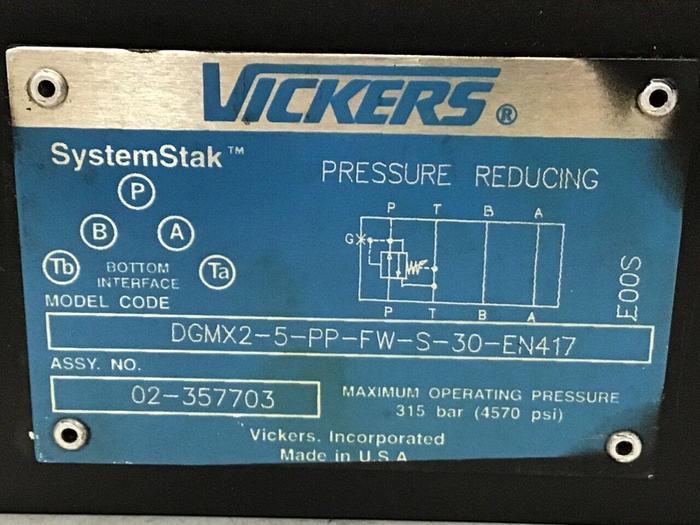 VICKERS®
SystemStak™
PRESSURE REDUCING
P
B A
Tb Ta
BOTTOM
INTERFACE
P T B A
G
P T B A
E00S
MODEL CODE
DGMX2-5-PP-FW-S-30-EN417
ASSY. NO.
02-357703
MAXIMUM OPERATING PRESSURE
315 bar (4570 psi)
Vickers, Incorporated
Made in U.S.A